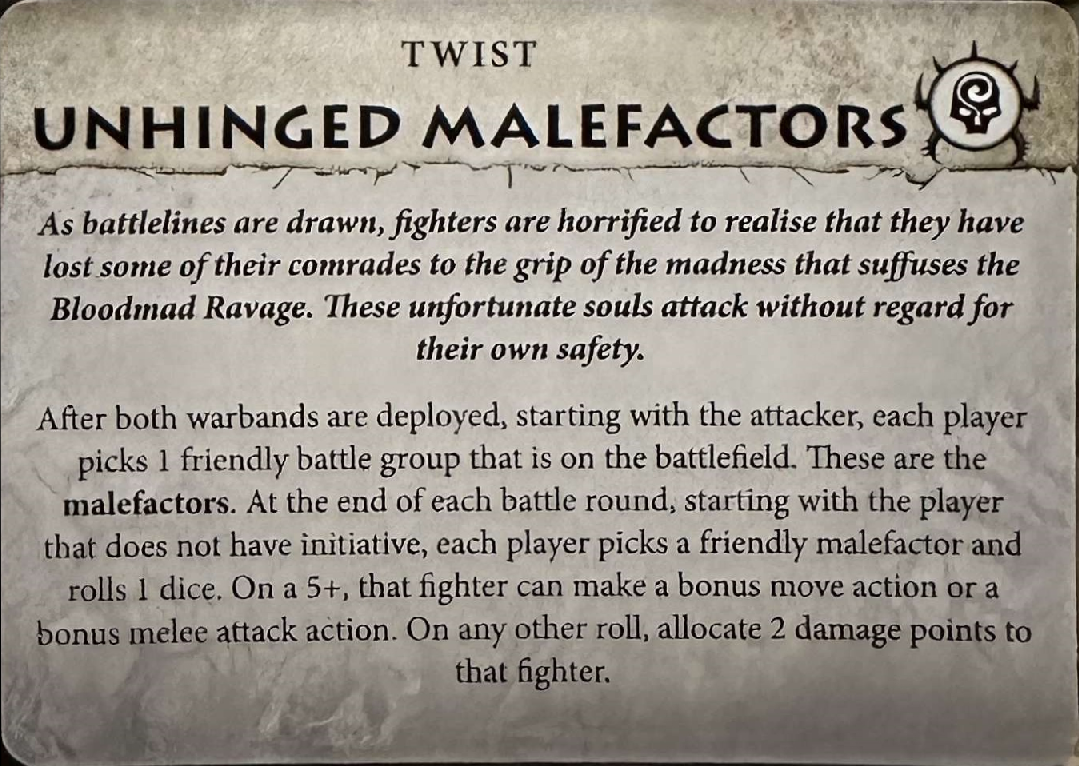 TWIST
UNHINGED MALEFACTORS
As battlelines are drawn, fighters are horrified to realise that they have
lost some of their comrades to the grip of the madness that suffuses the
Bloodmad Ravage. These unfortunate souls attack without regard for
their own safety.
After both warbands are deployed, starting with the attacker, each player
picks 1 friendly battle group that is on the battlefield. These are the
malefactors. At the end of each battle round, starting with the player
that does not have initiative, each player picks a friendly malefactor and
rolls 1 dice. On a 5+, that fighter can make a bonus move action or a
bonus melee attack action. On any other roll, allocate 2 damage points to
that fighter.